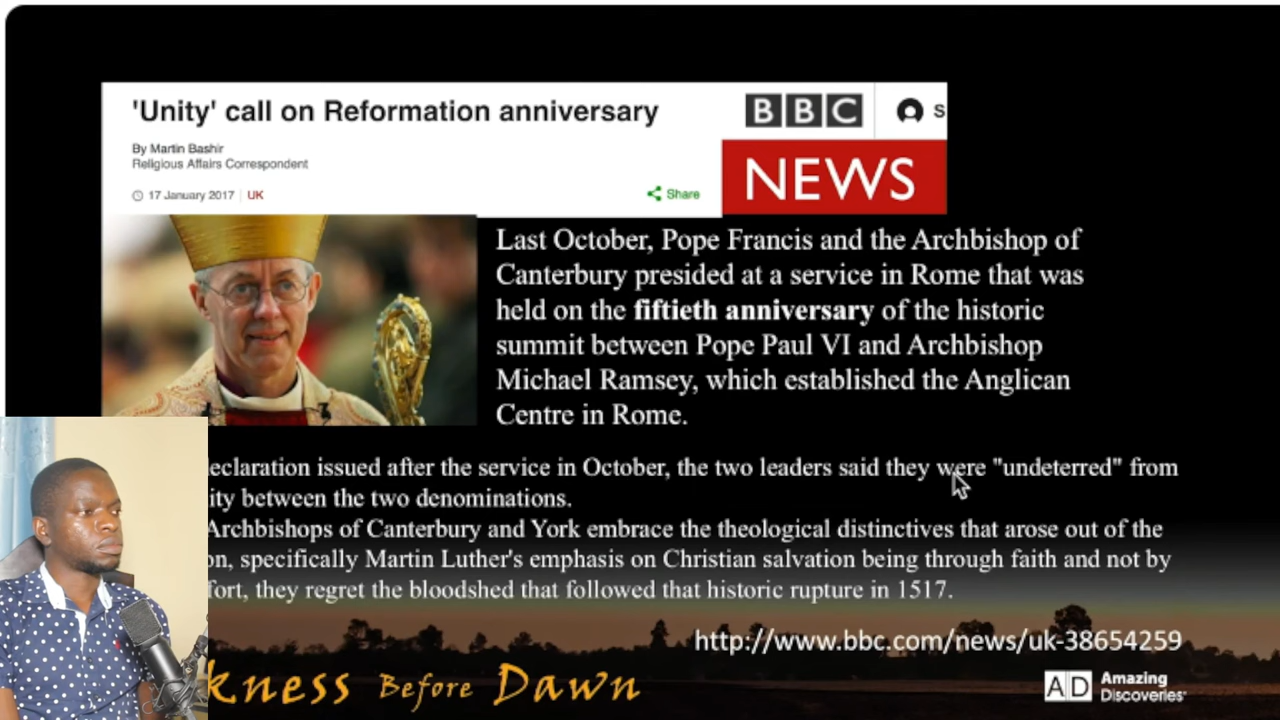 'Unity' call on Reformation anniversary
BBC
S
By Martin Bashir
Religious Affairs Correspondent
17 January 2017 | UK
Share
NEWS
Last October, Pope Francis and the Archbishop of
Canterbury presided at a service in Rome that was
held on the fiftieth anniversary of the historic
summit between Pope Paul VI and Archbishop
Michael Ramsey, which established the Anglican
Centre in Rome.
eclaration issued after the service in October, the two leaders said they were "undeterred" from
ity between the two denominations.
Archbishops of Canterbury and York embrace the theological distinctives that arose out of the
on, specifically Martin Luther's emphasis on Christian salvation being through faith and not by
fort, they regret the bloodshed that followed that historic rupture in 1517.
http://www.bbc.com/news/uk-38654259
kness Before Dawn
AD Amazing
Discoveries